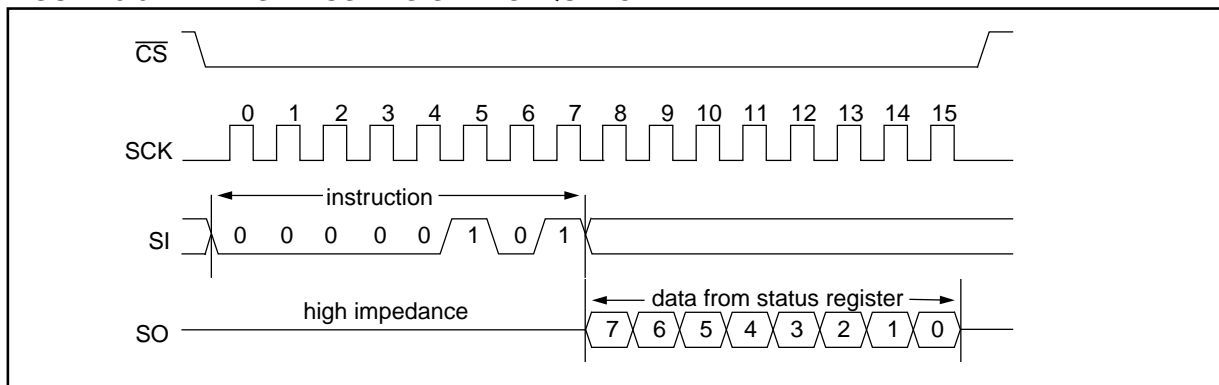 CS
0 1 2 3 4 5 6 7 8 9 10 11 12 13 14 15
SCK
instruction
SI 0 0 0 0 0 1 0 1
data from status register
high impedance
SO 7 6 5 4 3 2 1 0